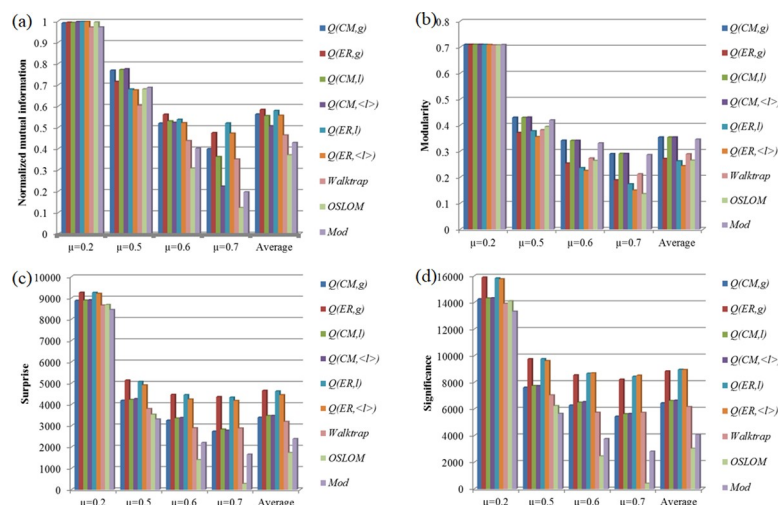 (a)
Normalized mutual information
1
0.9
0.8
0.7
0.6
0.5
0.4
0.3
0.2
0.1
0
μ=0.2 μ=0.5 μ=0.6 μ=0.7 Average
Q(CM,g)
Q(ER,g)
Q(CM,l)
Q(CM,<l>)
Q(ER,l)
Q(ER,<l>)
Walktrap
OSLOM
Mod
(b)
Modularity
0.8
0.7
0.6
0.5
0.4
0.3
0.2
0.1
0.0
μ=0.2 μ=0.5 μ=0.6 μ=0.7 Average
Q(CM,g)
Q(ER,g)
Q(CM,l)
Q(CM,<l>)
Q(ER,l)
Q(ER,<l>)
Walktrap
OSLOM
Mod
(c)
Surprise
10000
9000
8000
7000
6000
5000
4000
3000
2000
1000
0
μ=0.2 μ=0.5 μ=0.6 μ=0.7 Average
Q(CM,g)
Q(ER,g)
Q(CM,l)
Q(CM,<l>)
Q(ER,l)
Q(ER,<l>)
Walktrap
OSLOM
Mod
(d)
Significance
16000
14000
12000
10000
8000
6000
4000
2000
0
μ=0.2 μ=0.5 μ=0.6 μ=0.7 Average
Q(CM,g)
Q(ER,g)
Q(CM,l)
Q(CM,<l>)
Q(ER,l)
Q(ER,<l>)
Walktrap
OSLOM
Mod